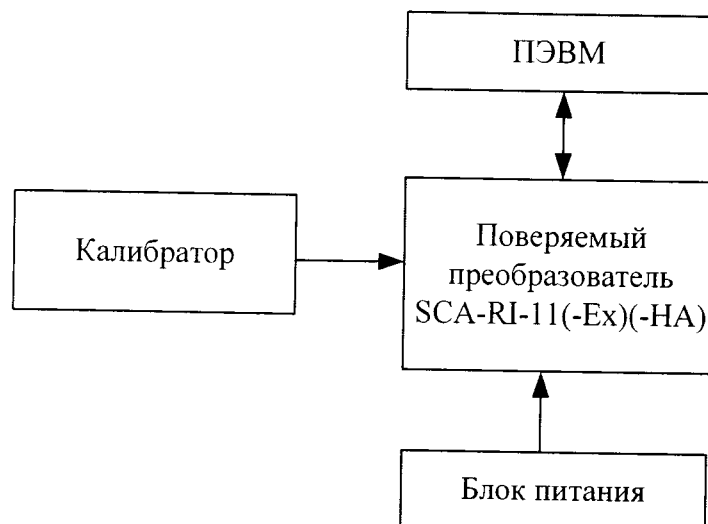 ПЭВМ
Калибратор
Поверяемый
преобразователь
SCA-RI-11(-Ex)(-HA)
Блок питания